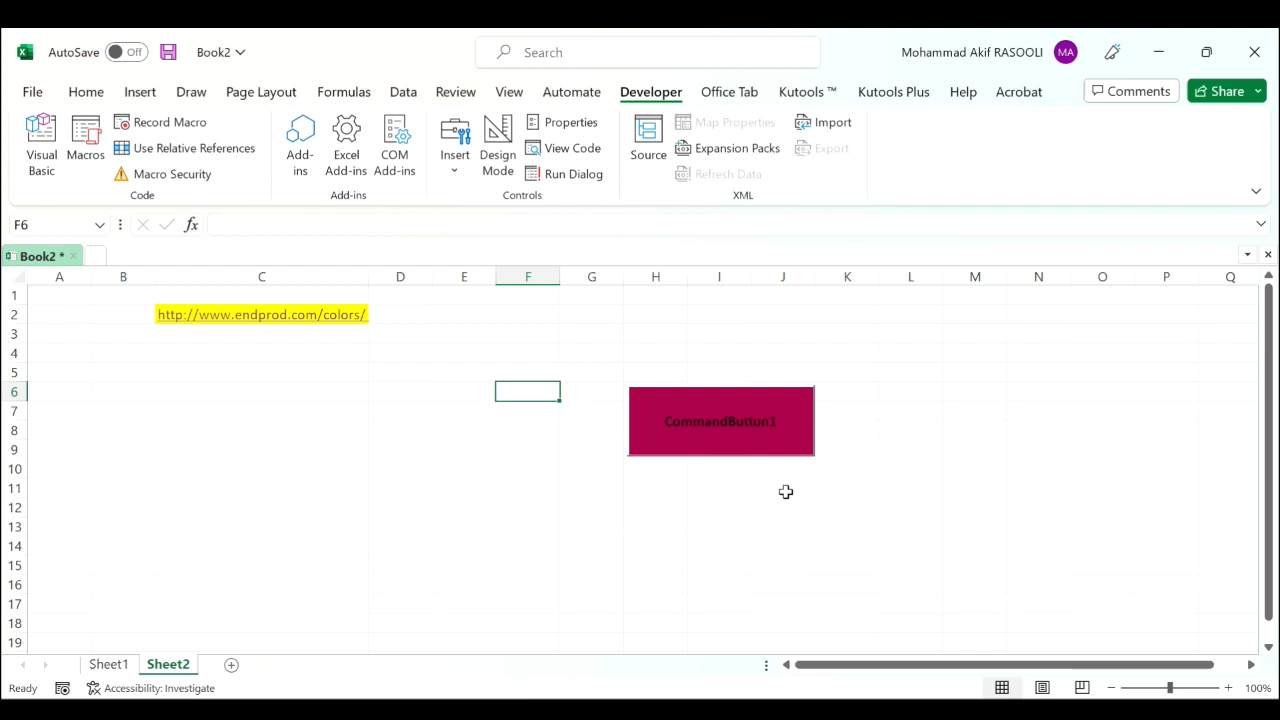 AutoSave Off Book2 Search Mohammad Akif RASOOLI MA
File Home Insert Draw Page Layout Formulas Data Review View Automate Developer Office Tab Kutools ™ Kutools Plus Help Acrobat Comments Share
Visual Basic
Macros
Record Macro
Use Relative References
Macro Security
Code
Add-ins
Excel Add-ins
COM Add-ins
Add-ins
Insert
Design Mode
Properties
View Code
Run Dialog
Controls
Source
Map Properties
Expansion Packs
Refresh Data
Import
Export
XML
F6 fx
Book2 *
A B C D E F G H I J K L M N O P Q
1
2 http://www.endprod.com/colors/
3
4
5
6
7
CommandButton1
8
9
10
11
12
13
14
15
16
17
18
19
Sheet1 Sheet2
Ready Accessibility: Investigate 100%